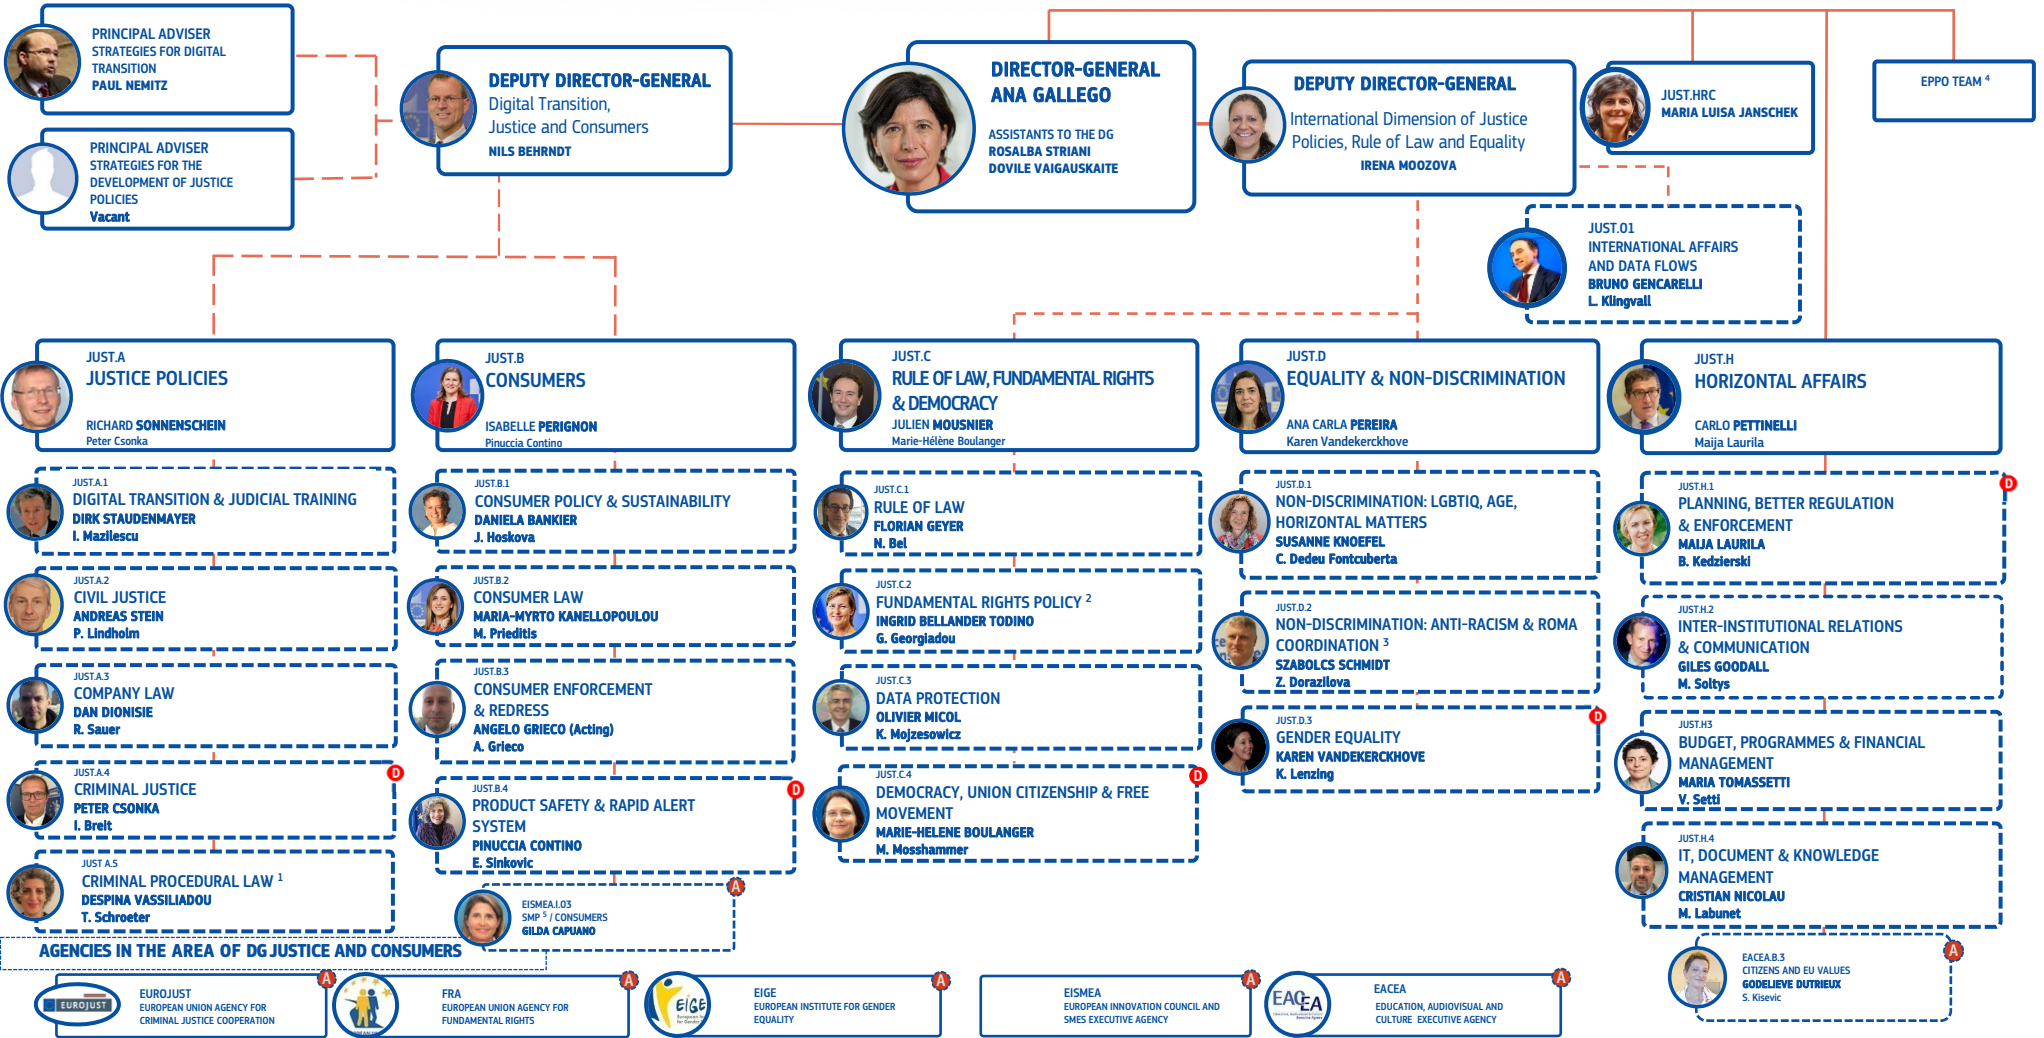 PRINCIPAL ADVISER
STRATEGIES FOR DIGITAL
TRANSITION
PAUL NEMITZ
PRINCIPAL ADVISER
STRATEGIES FOR THE
DEVELOPMENT OF JUSTICE
POLICIES
Vacant
DEPUTY DIRECTOR-GENERAL
Digital Transition,
Justice and Consumers
NILS BEHRNDT
DIRECTOR-GENERAL
ANA GALLEGO
ASSISTANTS TO THE DG
ROSALBA STRIANI
DOVILE VAIGAUSKAITE
DEPUTY DIRECTOR-GENERAL
International Dimension of Justice
Policies, Rule of Law and Equality
IRENA MOOZOVA
JUST.HRC
MARIA LUISA JANSCHEK
EPPO TEAM 4
JUST.01
INTERNATIONAL AFFAIRS
AND DATA FLOWS
BRUNO GENCARELLI
L. Klingvall
JUST.A
JUSTICE POLICIES
RICHARD SONNENSCHEIN
Peter Csonka
JUST.A.1
DIGITAL TRANSITION & JUDICIAL TRAINING
DIRK STAUDENMAYER
I. Mazilescu
JUST.A.2
CIVIL JUSTICE
ANDREAS STEIN
P. Lindholm
JUST.A.3
COMPANY LAW
DAN DIONISIE
R. Sauer
D
JUST.A.4
CRIMINAL JUSTICE
PETER CSONKA
I. Breit
JUST A.5
CRIMINAL PROCEDURAL LAW 1
DESPINA VASSILIADOU
T. Schroeter
JUST.B
CONSUMERS
ISABELLE PERIGNON
Pinuccia Contino
JUST.B.1
CONSUMER POLICY & SUSTAINABILITY
DANIELA BANKIER
J. Hoskova
JUST.B.2
CONSUMER LAW
MARIA-MYRTO KANELLOPOULOU
M. Prieditis
JUST.B.3
CONSUMER ENFORCEMENT
& REDRESS
ANGELO GRIECO (Acting)
A. Grieco
D
JUST.B.4
PRODUCT SAFETY & RAPID ALERT
SYSTEM
PINUCCIA CONTINO
E. Sinkovic
A
EISMEA.I.03
SMP 5 / CONSUMERS
GILDA CAPUANO
JUST.C
RULE OF LAW, FUNDAMENTAL RIGHTS
& DEMOCRACY
JULIEN MOUSNIER
Marie-Hélène Boulanger
JUST.C.1
RULE OF LAW
FLORIAN GEYER
N. Bel
JUST.C.2
FUNDAMENTAL RIGHTS POLICY 2
INGRID BELLANDER TODINO
G. Georgiadou
JUST.C.3
DATA PROTECTION
OLIVIER MICOL
K. Mojzesowicz
D
JUST.C.4
DEMOCRACY, UNION CITIZENSHIP & FREE
MOVEMENT
MARIE-HELENE BOULANGER
M. Mosshammer
JUST.D
EQUALITY & NON-DISCRIMINATION
ANA CARLA PEREIRA
Karen Vandekerckhove
JUST.D.1
NON-DISCRIMINATION: LGBTIQ, AGE,
HORIZONTAL MATTERS
SUSANNE KNOEFEL
C. Dedeu Fontcuberta
JUST.D.2
NON-DISCRIMINATION: ANTI-RACISM & ROMA
COORDINATION 3
SZABOLCS SCHMIDT
Z. Dorazilova
D
JUST.D.3
GENDER EQUALITY
KAREN VANDEKERCKHOVE
K. Lenzing
JUST.H
HORIZONTAL AFFAIRS
CARLO PETTINELLI
Maija Laurila
D
JUST.H.1
PLANNING, BETTER REGULATION
& ENFORCEMENT
MAIJA LAURILA
B. Kedzierski
JUST.H.2
INTER-INSTITUTIONAL RELATIONS
& COMMUNICATION
GILES GOODALL
M. Soltys
JUST.H3
BUDGET, PROGRAMMES & FINANCIAL
MANAGEMENT
MARIA TOMASSETTI
V. Setti
JUST.H.4
IT, DOCUMENT & KNOWLEDGE
MANAGEMENT
CRISTIAN NICOLAU
M. Labunet
A
EACEA.B.3
CITIZENS AND EU VALUES
GODELIEVE DUTRIEUX
S. Kisevic
AGENCIES IN THE AREA OF DG JUSTICE AND CONSUMERS
A
EUROJUST
EUROJUST
EUROPEAN UNION AGENCY FOR
CRIMINAL JUSTICE COOPERATION
A
FRA
EUROPEAN UNION AGENCY FOR
FUNDAMENTAL RIGHTS
A
EIGE
EIGE
EUROPEAN INSTITUTE FOR GENDER
EQUALITY
A
EISMEA
EUROPEAN INNOVATION COUNCIL AND
SMES EXECUTIVE AGENCY
A
EACEA
EACEA
EDUCATION, AUDIOVISUAL AND
CULTURE EXECUTIVE AGENCY